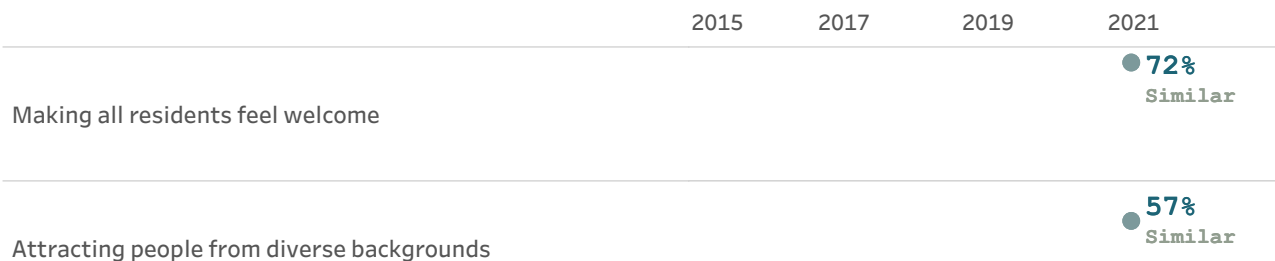 2015 2017 2019 2021
72%
Similar
Making all residents feel welcome
57%
Similar
Attracting people from diverse backgrounds